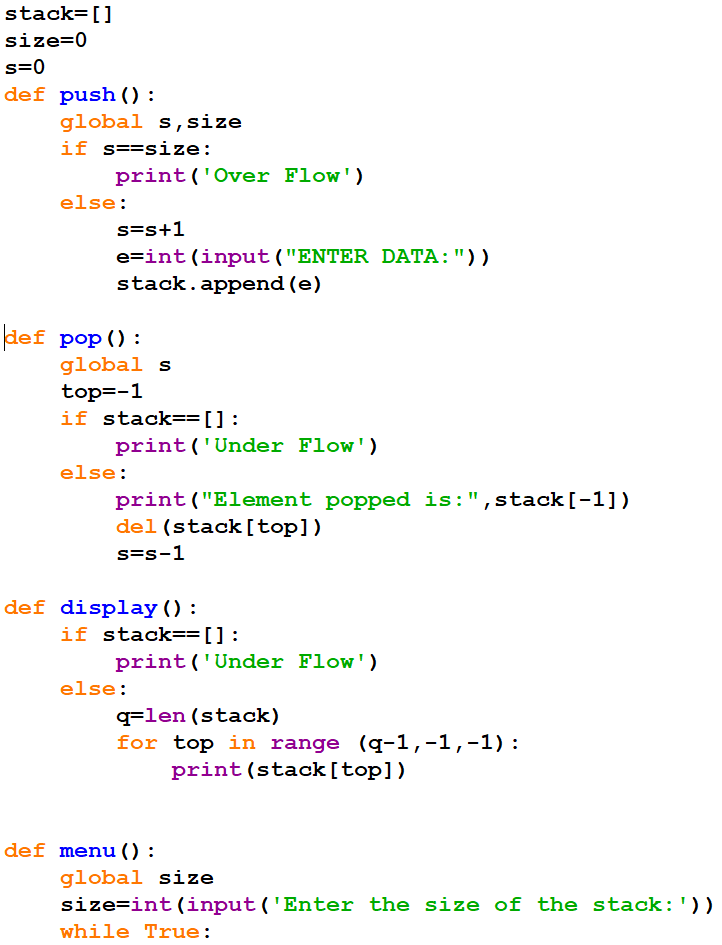 stack=[]
size=0
s=0
def push():
    global s,size
    if s==size:
        print('Over Flow')
    else:
        s=s+1
        e=int(input("ENTER DATA:"))
        stack.append(e)

def pop():
    global s
    top=-1
    if stack==[]:
        print('Under Flow')
    else:
        print("Element popped is:",stack[-1])
        del(stack[top])
        s=s-1

def display():
    if stack==[]:
        print('Under Flow')
    else:
        q=len(stack)
        for top in range (q-1,-1,-1):
            print(stack[top])


def menu():
    global size
    size=int(input('Enter the size of the stack:'))
    while True: